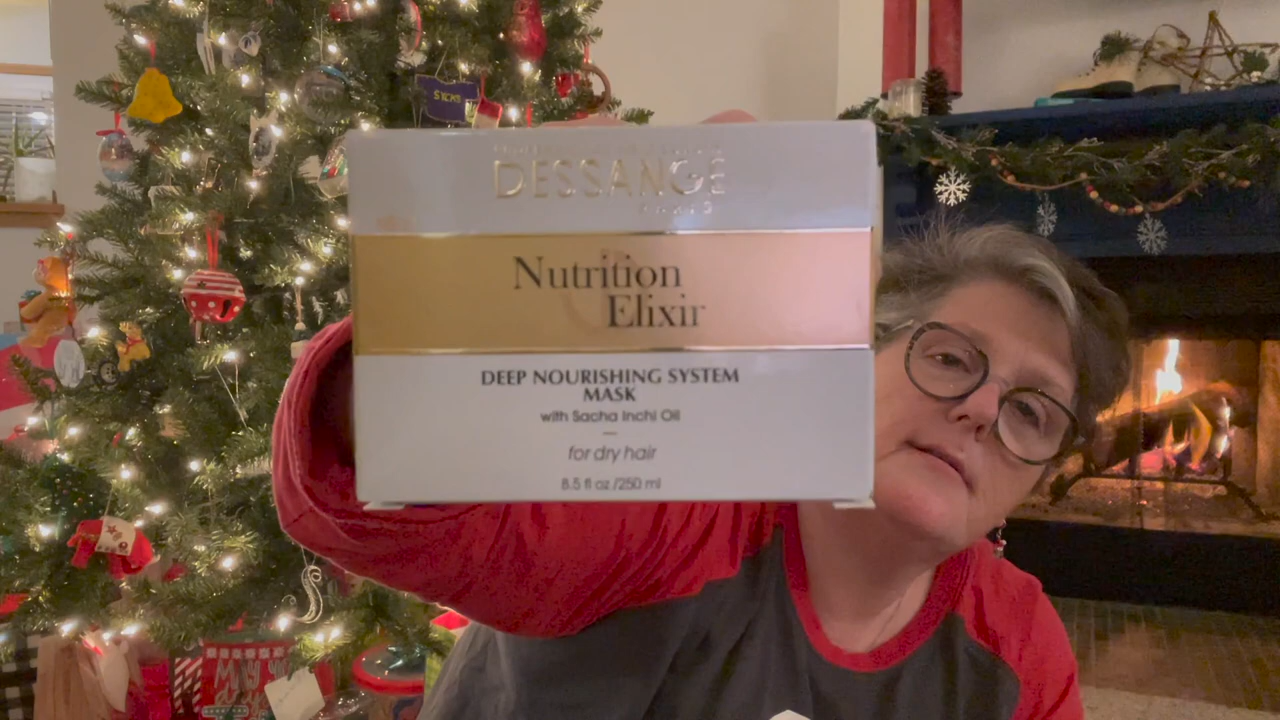 DESSANGE
PARIS
Nutrition
Elixir
DEEP NOURISHING SYSTEM
MASK
with Sacha Inchi Oil
for dry hair
8.5 fl oz / 250 ml